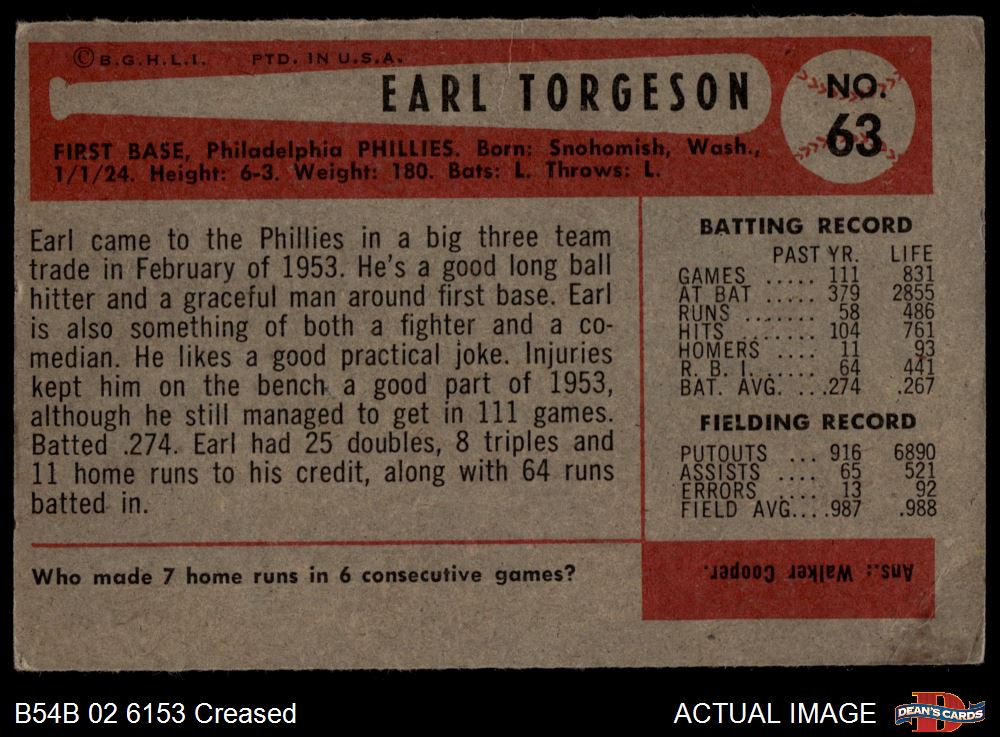 ©B.G.H.L.I. PTD. IN U.S.A.
EARL TORGESON
NO.
63
FIRST BASE, Philadelphia PHILLIES. Born: Snohomish, Wash.,
1/1/24. Height: 6-3. Weight: 180. Bats: L. Throws: L.
Earl came to the Phillies in a big three team
trade in February of 1953. He's a good long ball
hitter and a graceful man around first base. Earl
is also something of both a fighter and a co-
median. He likes a good practical joke. Injuries
kept him on the bench a good part of 1953,
although he still managed to get in 111 games.
Batted .274. Earl had 25 doubles, 8 triples and
11 home runs to his credit, along with 64 runs
batted in.
BATTING RECORD
PAST YR. LIFE
GAMES ..... 111 831
AT BAT ..... 379 2855
RUNS ....... 58 486
HITS ........ 104 761
HOMERS .... 11 93
R. B. I. ...... 64 441
BAT. AVG. ... .274 .267
FIELDING RECORD
PUTOUTS ... 916 6890
ASSISTS .... 65 521
ERRORS .... 13 92
FIELD AVG. .. .987 .988
Who made 7 home runs in 6 consecutive games?
Ans.: Walker Cooper.
B54B 02 6153 Creased
ACTUAL IMAGE
DEAN'S CARDS